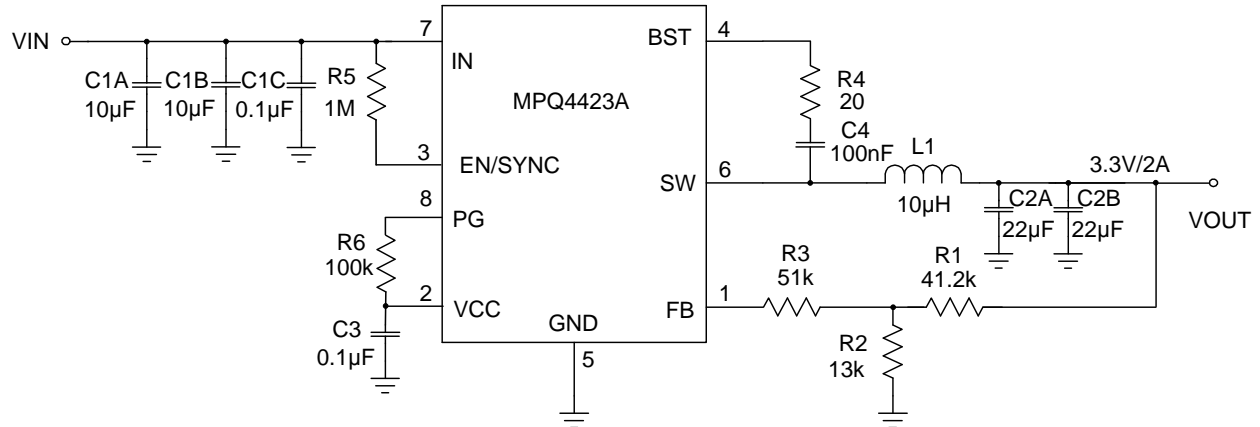 VIN
C1A
10µF
C1B
10µF
C1C
0.1µF
R5
1M
7
IN
MPQ4423A
BST
4
R4
20
C4
100nF
3
EN/SYNC
SW
6
L1
10µH
3.3V/2A
C2A
22µF
C2B
22µF
VOUT
8
PG
R6
100k
2
VCC
C3
0.1µF
GND
5
FB
1
R3
51k
R1
41.2k
R2
13k